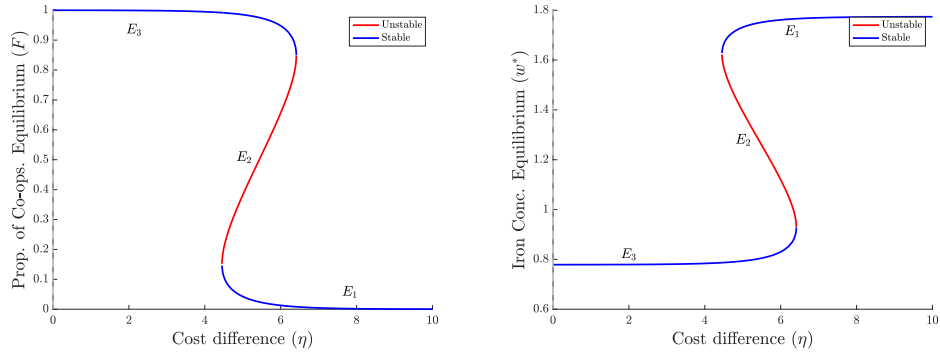 Prop. of Co-ops. Equilibrium (F)
1
0.9
0.8
0.7
0.6
0.5
0.4
0.3
0.2
0.1
0
0 2 4 6 8 10
Cost difference (η)
E₃
E₂
E₁
Unstable
Stable
Iron Conc. Equilibrium (w*)
1.8
1.6
1.4
1.2
1
0.8
0.6
0 2 4 6 8 10
Cost difference (η)
E₁
E₂
E₃
Unstable
Stable